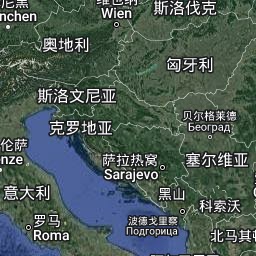 维也纳
Wien
斯洛伐克
nchen
奥地利
匈牙利
斯洛文尼亚
贝尔格莱德
Београд
克罗地亚
伦萨
nze
萨拉热窝
Sarajevo
塞尔维亚
意大利
黑山
科索沃
罗马
Roma
波德戈里察
Подгорица
北马其顿